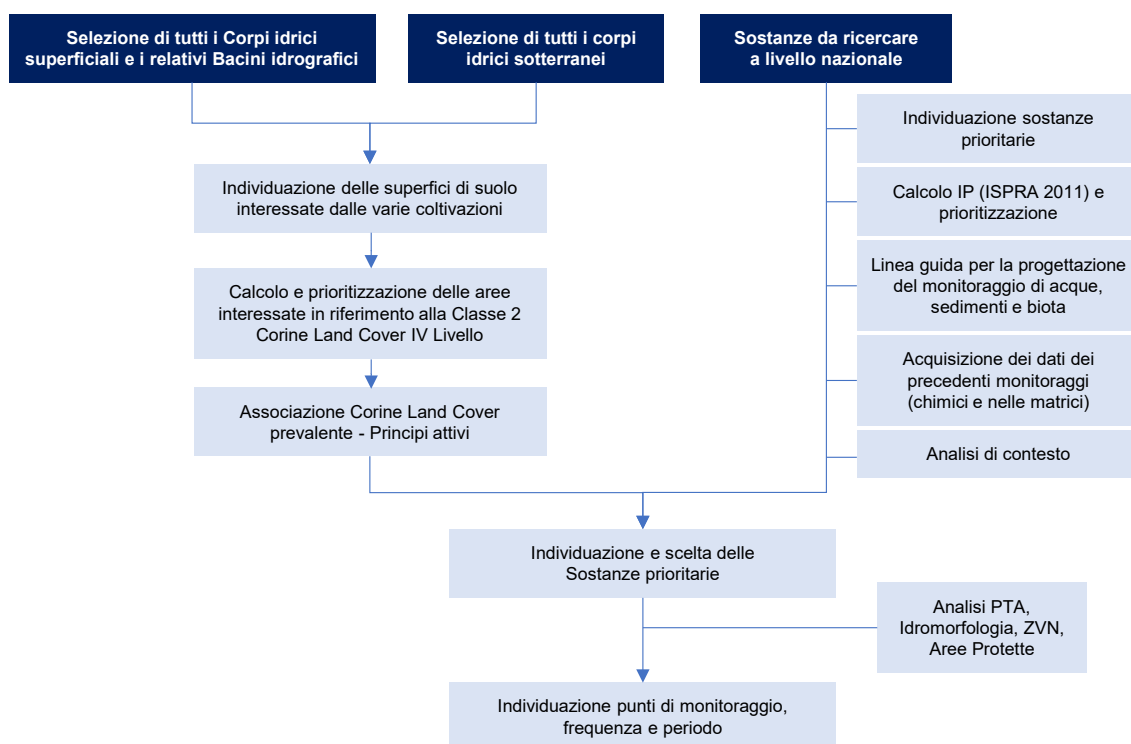 Selezione di tutti i Corpi idrici
superficiali e i relativi Bacini idrografici
Selezione di tutti i corpi
idrici sotterranei
Sostanze da ricercare
a livello nazionale
Individuazione sostanze
prioritarie
Calcolo IP (ISPRA 2011) e
prioritizzazione
Linea guida per la progettazione
del monitoraggio di acque,
sedimenti e biota
Acquisizione dei dati dei
precedenti monitoraggi
(chimici e nelle matrici)
Analisi di contesto
Individuazione delle superfici di suolo
interessate dalle varie coltivazioni
Calcolo e prioritizzazione delle aree
interessate in riferimento alla Classe 2
Corine Land Cover IV Livello
Associazione Corine Land Cover
prevalente - Principi attivi
Individuazione e scelta delle
Sostanze prioritarie
Analisi PTA,
Idromorfologia, ZVN,
Aree Protette
Individuazione punti di monitoraggio,
frequenza e periodo